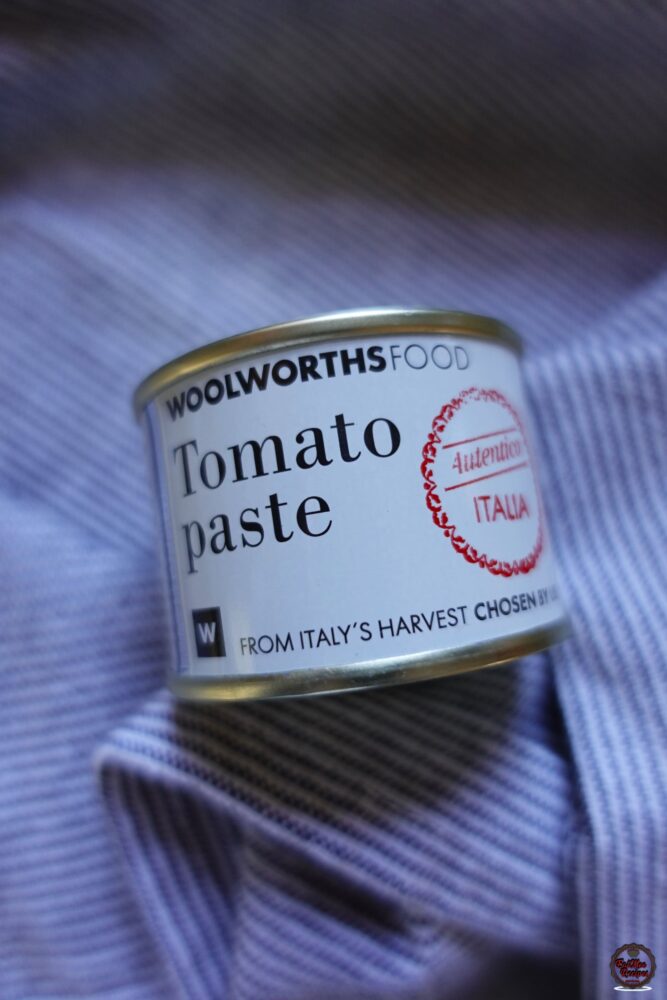 WOOLWORTHSFOOD
Tomato
paste
Autentico
ITALIA
W
FROM ITALY'S HARVEST CHOSEN BY